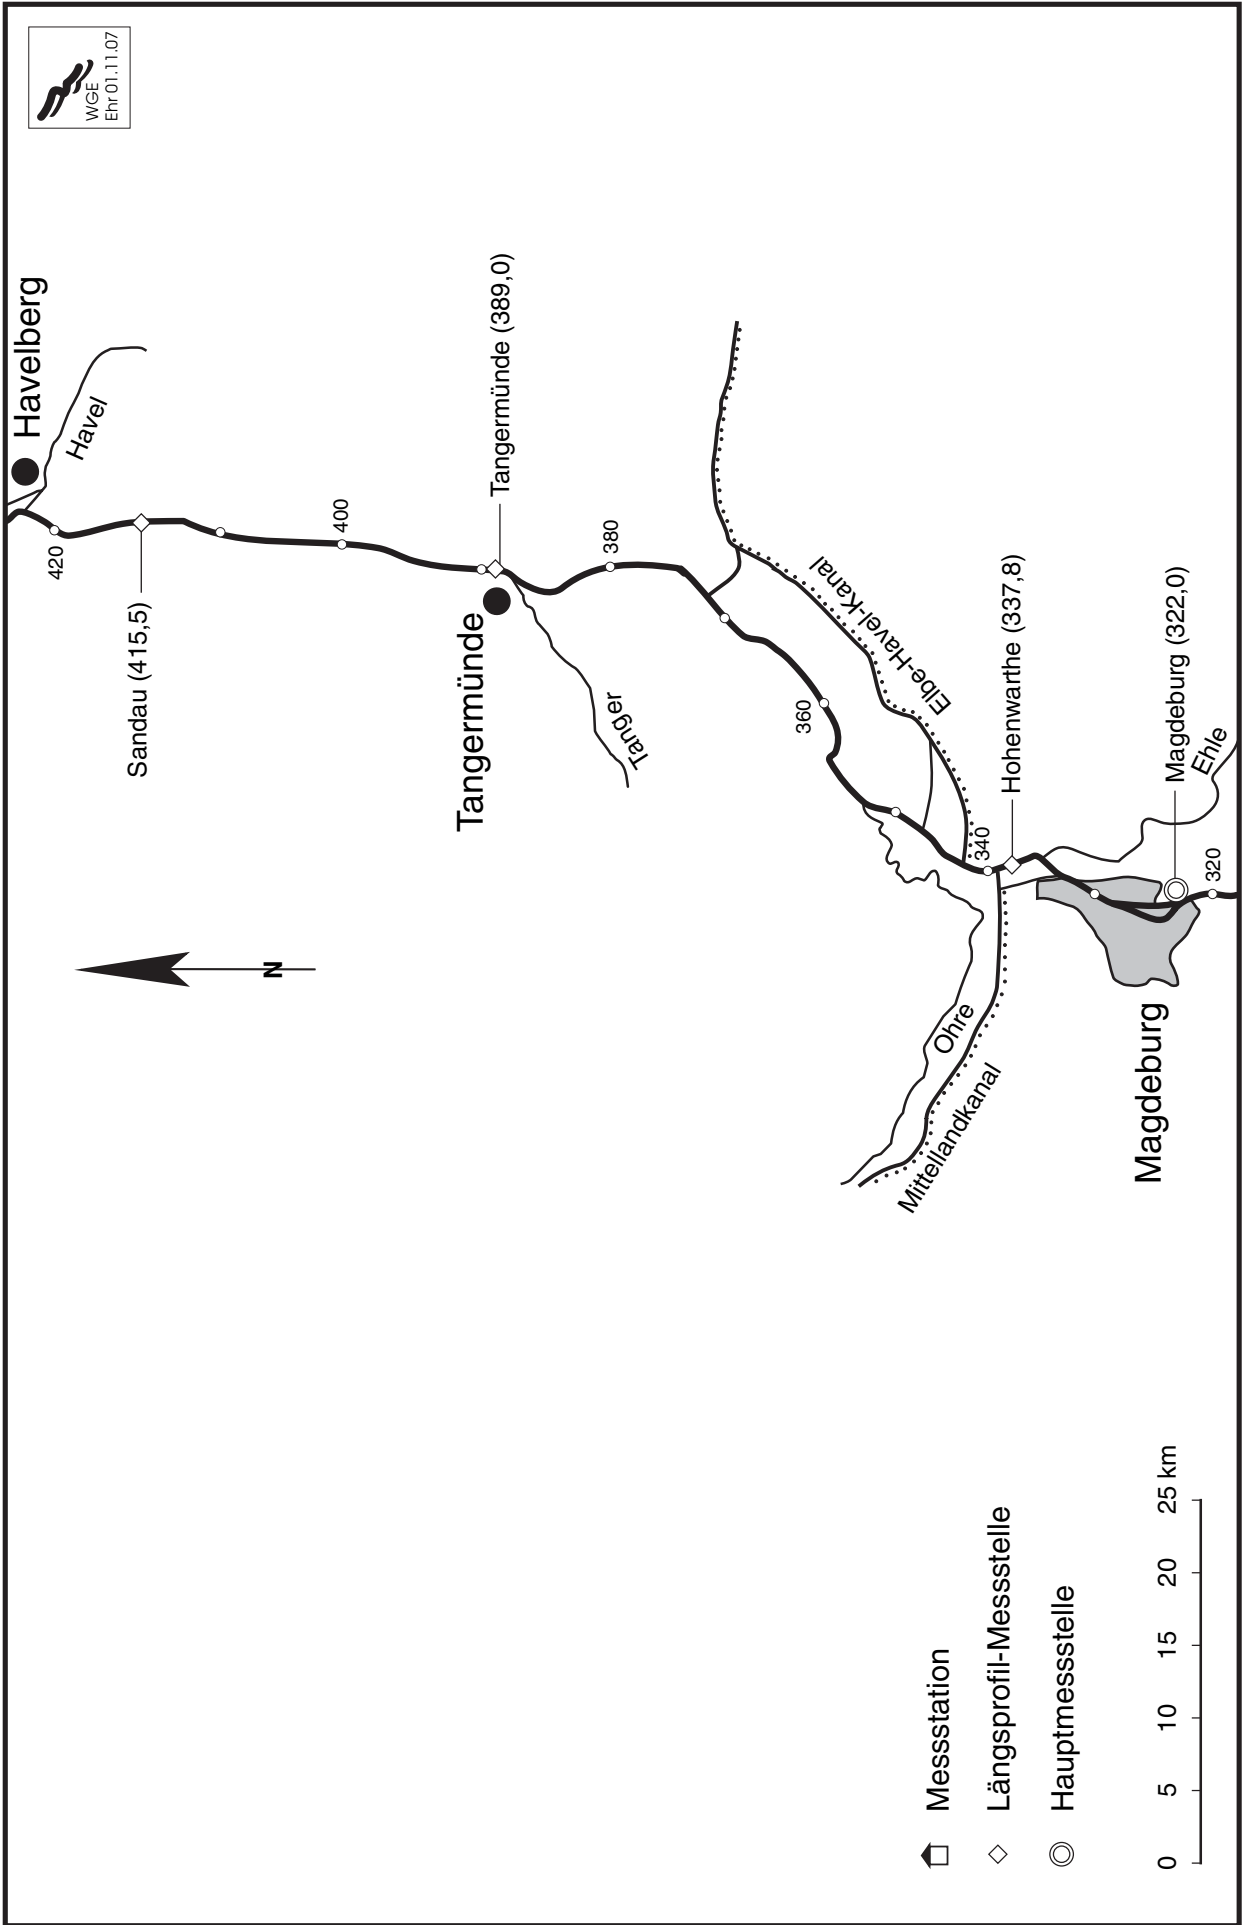 WGE
Ehr 01.11.07
Havelberg
Havel
420
Sandau (415,5)
400
Tangermünde (389,0)
Tangermünde
Tanger
380
360
Elbe-Havel-Kanal
340
Hohenwarthe (337,8)
Magdeburg (322,0)
Ehle
320
N
Ohre
Mittellandkanal
Magdeburg
Messstation
Längsprofil-Messstelle
Hauptmessstelle
0 5 10 15 20 25 km